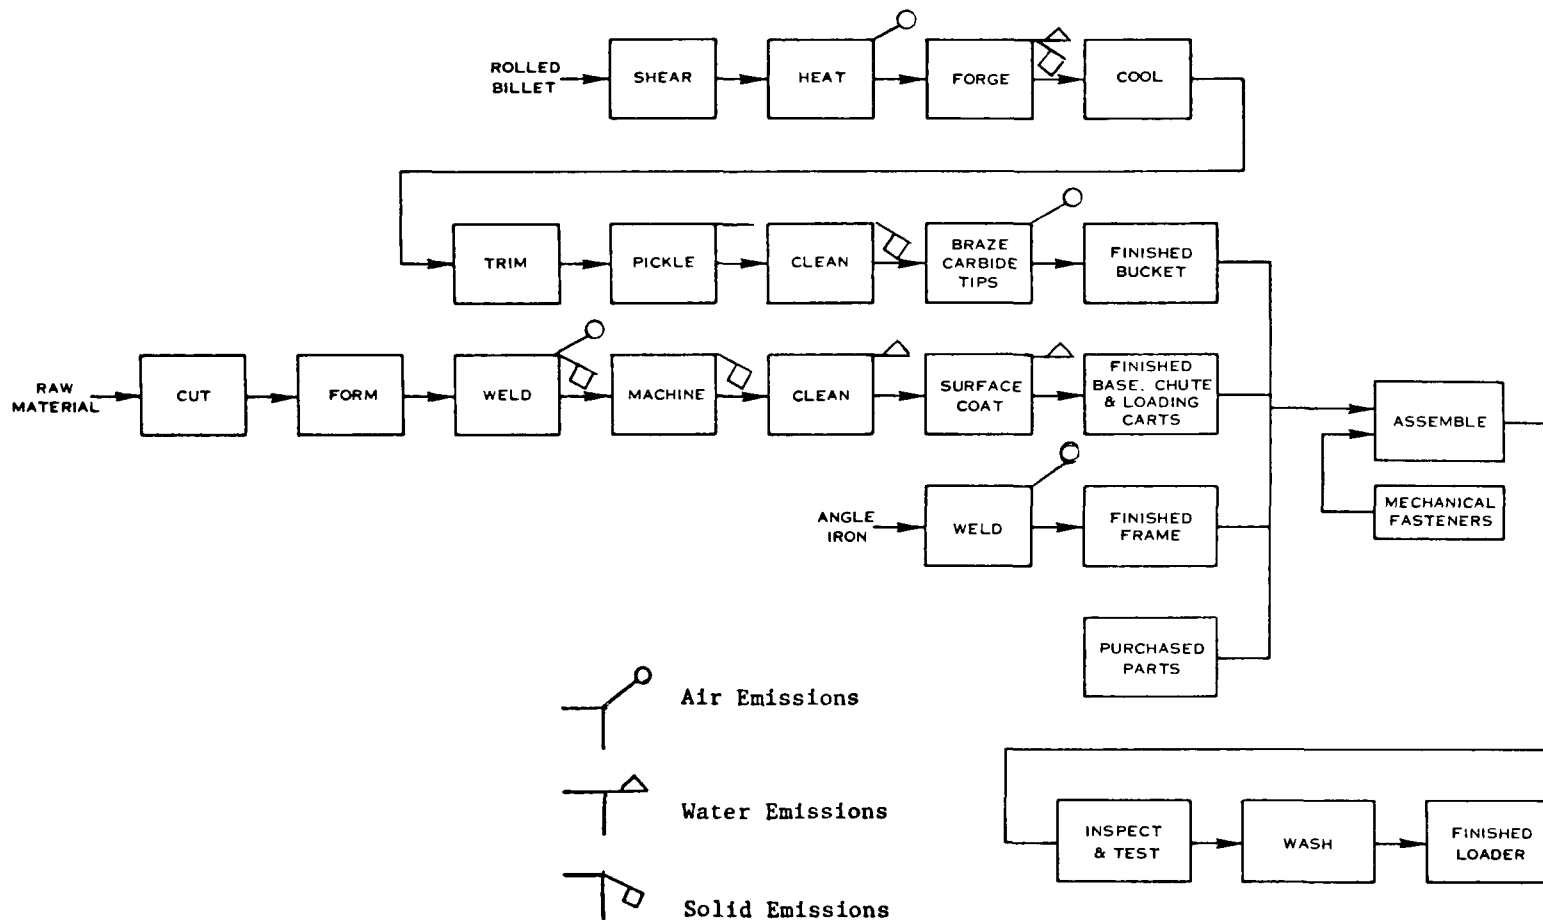 ROLLED
BILLET
SHEAR
HEAT
FORGE
COOL
TRIM
PICKLE
CLEAN
BRAZE
CARBIDE
TIPS
FINISHED
BUCKET
RAW
MATERIAL
CUT
FORM
WELD
MACHINE
CLEAN
SURFACE
COAT
FINISHED
BASE, CHUTE
& LOADING
CARTS
ASSEMBLE
MECHANICAL
FASTENERS
ANGLE
IRON
WELD
FINISHED
FRAME
PURCHASED
PARTS
Air Emissions
Water Emissions
Solid Emissions
INSPECT
& TEST
WASH
FINISHED
LOADER